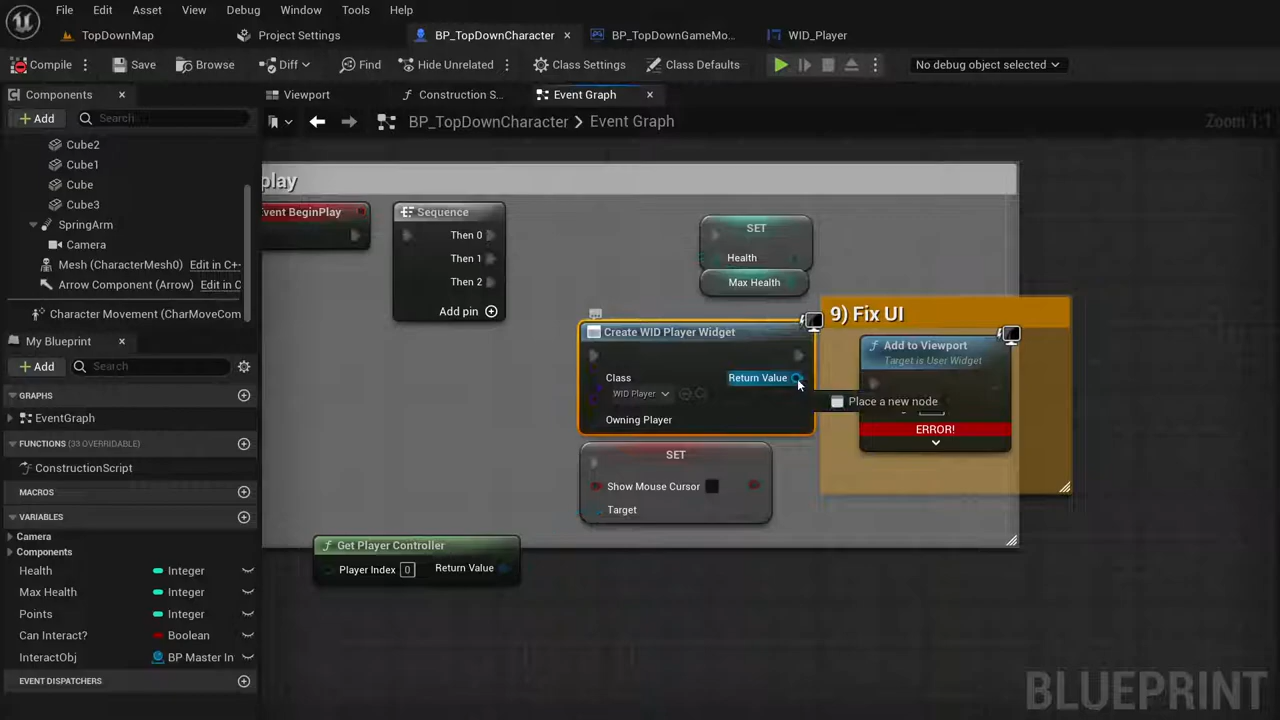 File Edit Asset View Debug Window Tools Help
TopDownMap
Project Settings
BP_TopDownCharacter
BP_TopDownGameMo...
WID_Player
Compile
Save
Browse
Diff
Find
Hide Unrelated
Class Settings
Class Defaults
No debug object selected
Components
Viewport
Construction S...
Event Graph
Add
Search
BP_TopDownCharacter > Event Graph
Zoom 1:1
Cube2
Cube1
Cube
Cube3
SpringArm
Camera
Mesh (CharacterMesh0) Edit in C+
Arrow Component (Arrow) Edit in C
Character Movement (CharMoveCom
My Blueprint
Add
Search
GRAPHS
EventGraph
FUNCTIONS (33 OVERRIDABLE)
ConstructionScript
MACROS
VARIABLES
Camera
Components
Health Integer
Max Health Integer
Points Integer
Can Interact? Boolean
InteractObj BP Master In
EVENT DISPATCHERS
play
Event BeginPlay
Sequence
Then 0
Then 1
Then 2
Add pin
SET
Health
Max Health
Create WID Player Widget
Class
WID Player
Return Value
Owning Player
Place a new node
9) Fix UI
Add to Viewport
Target is User Widget
ERROR!
SET
Show Mouse Cursor
Target
Get Player Controller
Player Index 0
Return Value
BLUEPRINT